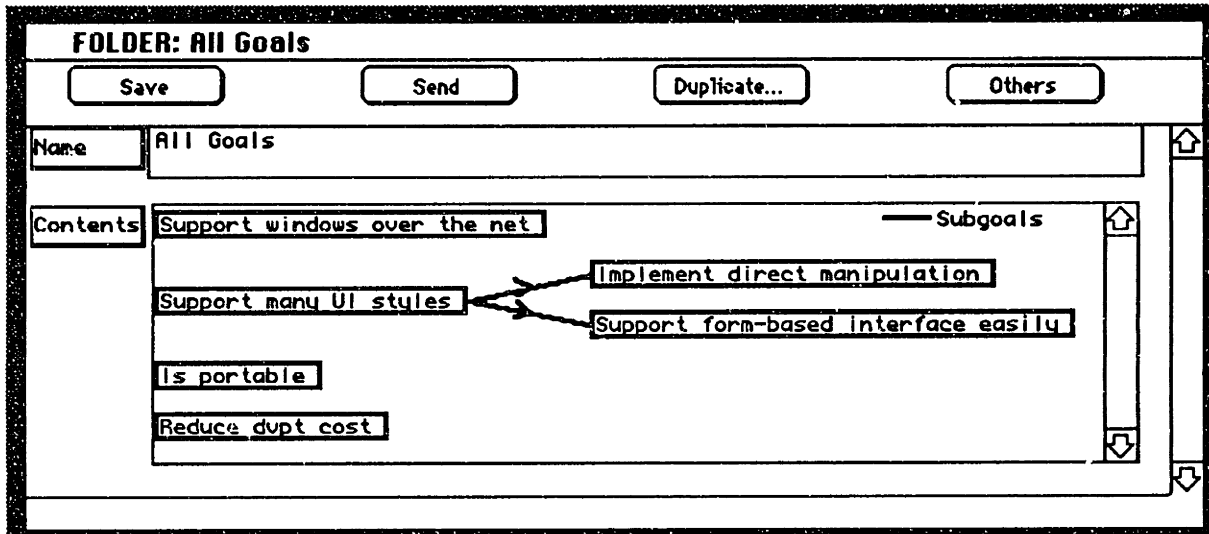 FOLDER: All Goals
Save Send Duplicate... Others
Name All Goals
Contents Support windows over the net Subgoals
Implement direct manipulation
Support many UI styles
Support form-based interface easily
Is portable
Reduce dvpt cost